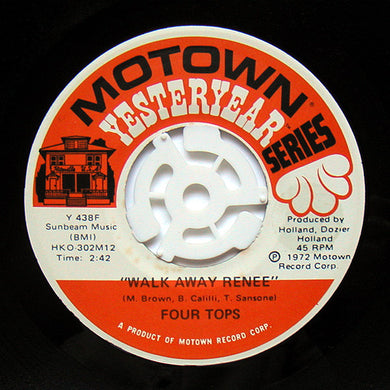 MOTOWN®
YESTERYEAR
SERIES
Y 438F
Sunbeam Music
(BMI)
HKO-302M12
Time: 2:42
Produced by
Holland, Dozier
Holland
45 RPM
℗ 1972 Motown
Record Corp.
"WALK AWAY RENEE"
(M. Brown, B. Calilli, T. Sansone)
FOUR TOPS
A PRODUCT OF MOTOWN RECORD CORP.